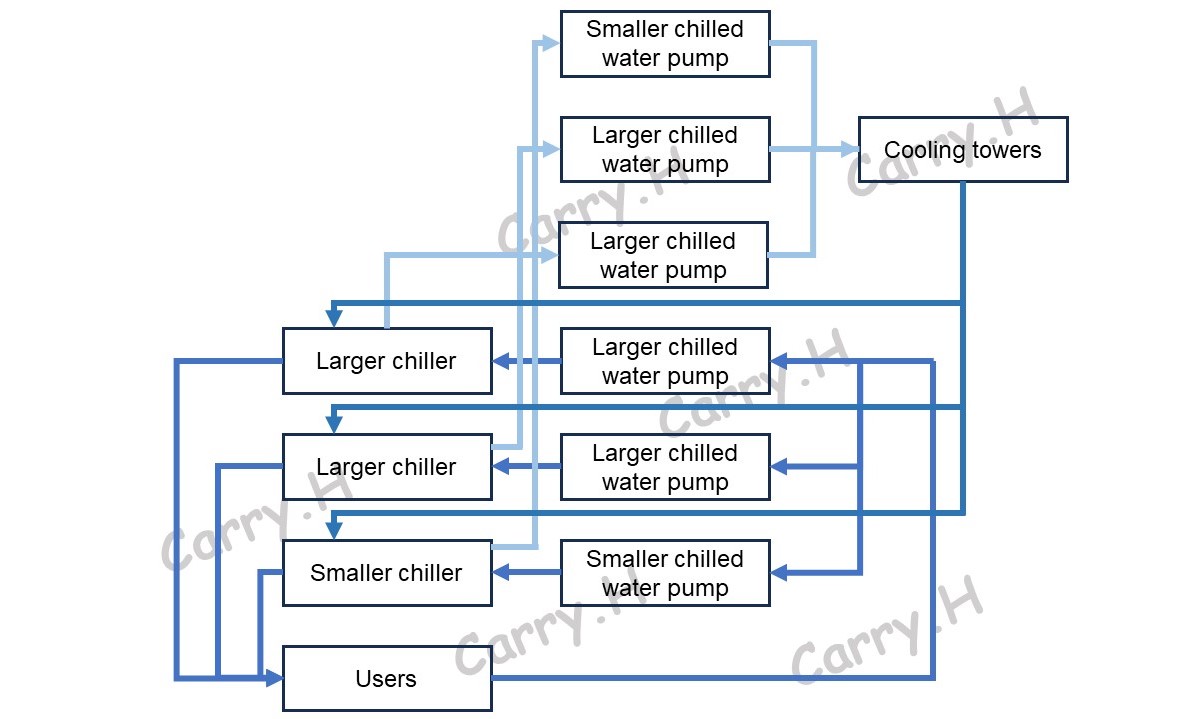 Smaller chilled
water pump
Larger chilled
water pump
Cooling towers
Larger chilled
water pump
Larger chiller
Larger chilled
water pump
Larger chiller
Larger chilled
water pump
Smaller chiller
Smaller chilled
water pump
Users
Carry.H
Carry.H
Carry.H
Carry.H
Carry.H
Carry.H